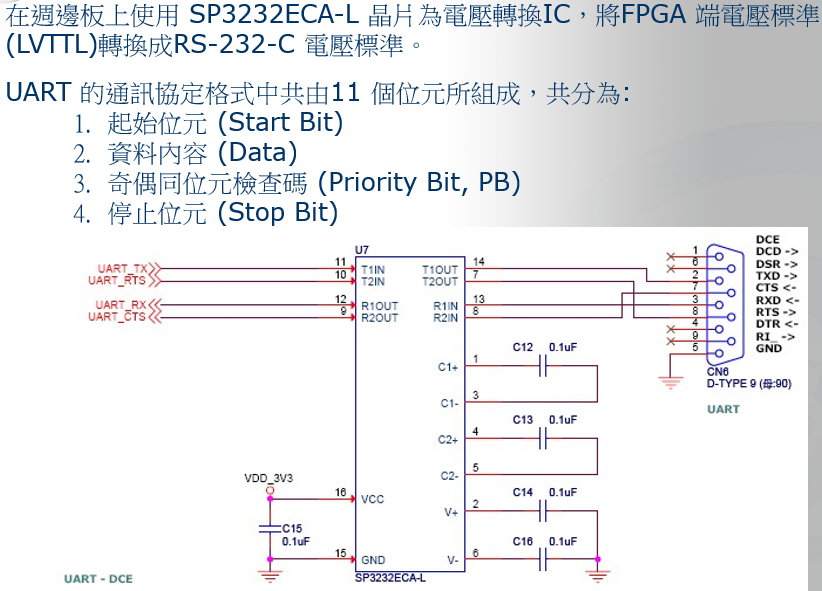 在週邊板上使用 SP3232ECA-L 晶片為電壓轉換IC，將FPGA 端電壓標準
(LVTTL)轉換成RS-232-C 電壓標準。
UART 的通訊協定格式中共由11 個位元所組成，共分為:
1. 起始位元 (Start Bit)
2. 資料內容 (Data)
3. 奇偶同位元檢查碼 (Priority Bit, PB)
4. 停止位元 (Stop Bit)
U7
UART_TX 11 T1IN T1OUT 14
UART_RTS 10 T2IN T2OUT 7
UART_RX 12 R1OUT R1IN 13
UART_CTS 9 R2OUT R2IN 8
C1+ 1 C12 0.1uF
C1- 3
C2+ 4 C13 0.1uF
C2- 5
V+ 2 C14 0.1uF
V- 6 C16 0.1uF
VDD_3V3
16 VCC
C15
0.1uF
15 GND
SP3232ECA-L
UART - DCE
DCE
1 DCD ->
6 DSR ->
2 TXD ->
7 CTS <-
3 RXD <-
8 RTS ->
4 DTR <-
9 RI_ ->
5 GND
CN6
D-TYPE 9 (母:90)
UART